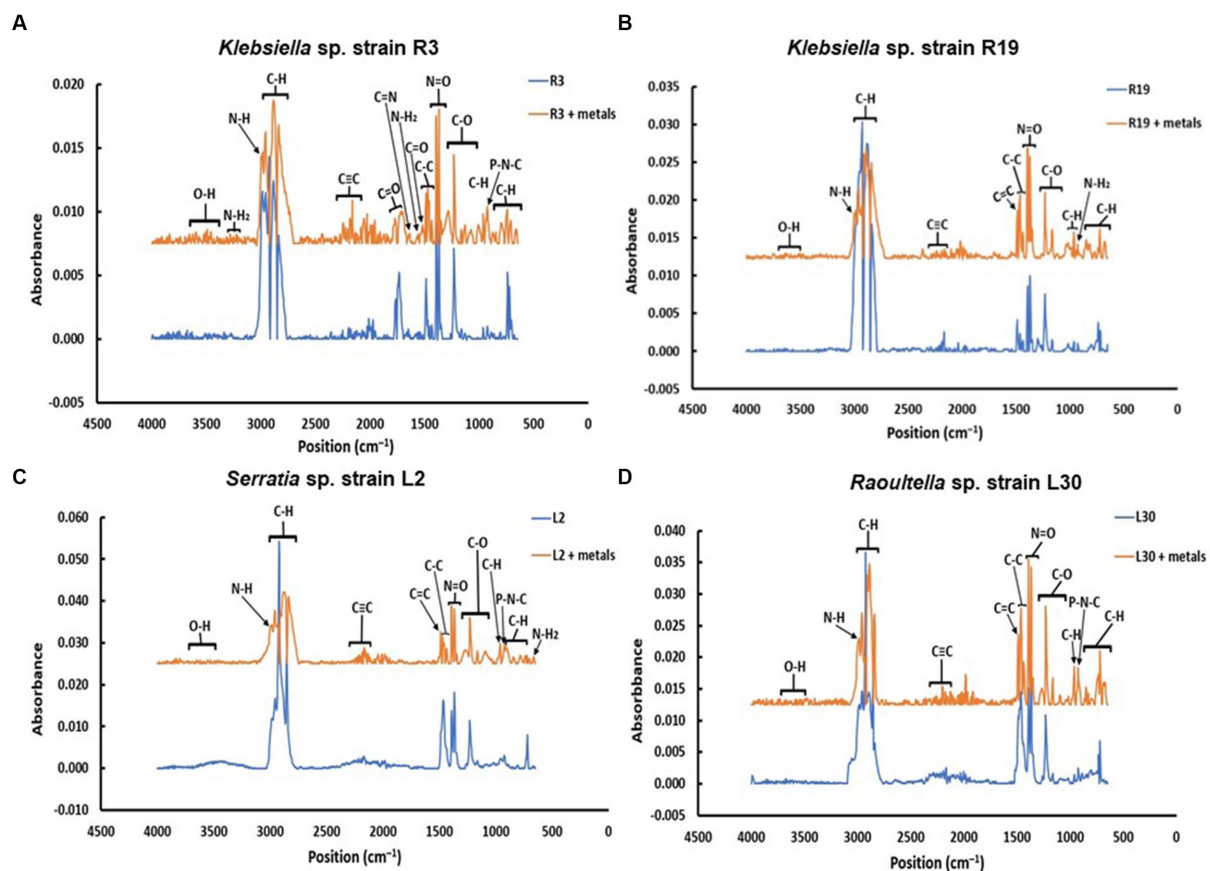 A
Klebsiella sp. strain R3
0.020
0.015
0.010
0.005
0.000
-0.005
Absorbance
4500 4000 3500 3000 2500 2000 1500 1000 500 0
Position (cm⁻¹)
R3
R3 + metals
O-H
N-H₂
N-H
C-H
C≡C
C=O
C=N
N-H₂
C=O
C-C
N=O
C-O
C-H
P-N-C
C-H
B
Klebsiella sp. strain R19
0.035
0.030
0.025
0.020
0.015
0.010
0.005
0.000
-0.005
Absorbance
4500 4000 3500 3000 2500 2000 1500 1000 500 0
Position (cm⁻¹)
R19
R19 + metals
O-H
N-H
C-H
C≡C
C=C
C-C
N=O
C-O
C-H
N-H₂
C-H
C
Serratia sp. strain L2
0.060
0.050
0.040
0.030
0.020
0.010
0.000
-0.010
Absorbbance
4500 4000 3500 3000 2500 2000 1500 1000 500 0
Position (cm⁻¹)
L2
L2 + metals
O-H
N-H
C-H
C≡C
C=C
C-C
N=O
C-O
C-H
P-N-C
C-H
N-H₂
D
Raoultella sp. strain L30
0.040
0.035
0.030
0.025
0.020
0.015
0.010
0.005
0.000
-0.005
Absorbance
4500 4000 3500 3000 2500 2000 1500 1000 500 0
Position (cm⁻¹)
L30
L30 + metals
O-H
N-H
C-H
C≡C
C=C
C-C
N=O
C-O
C-H
P-N-C
C-H